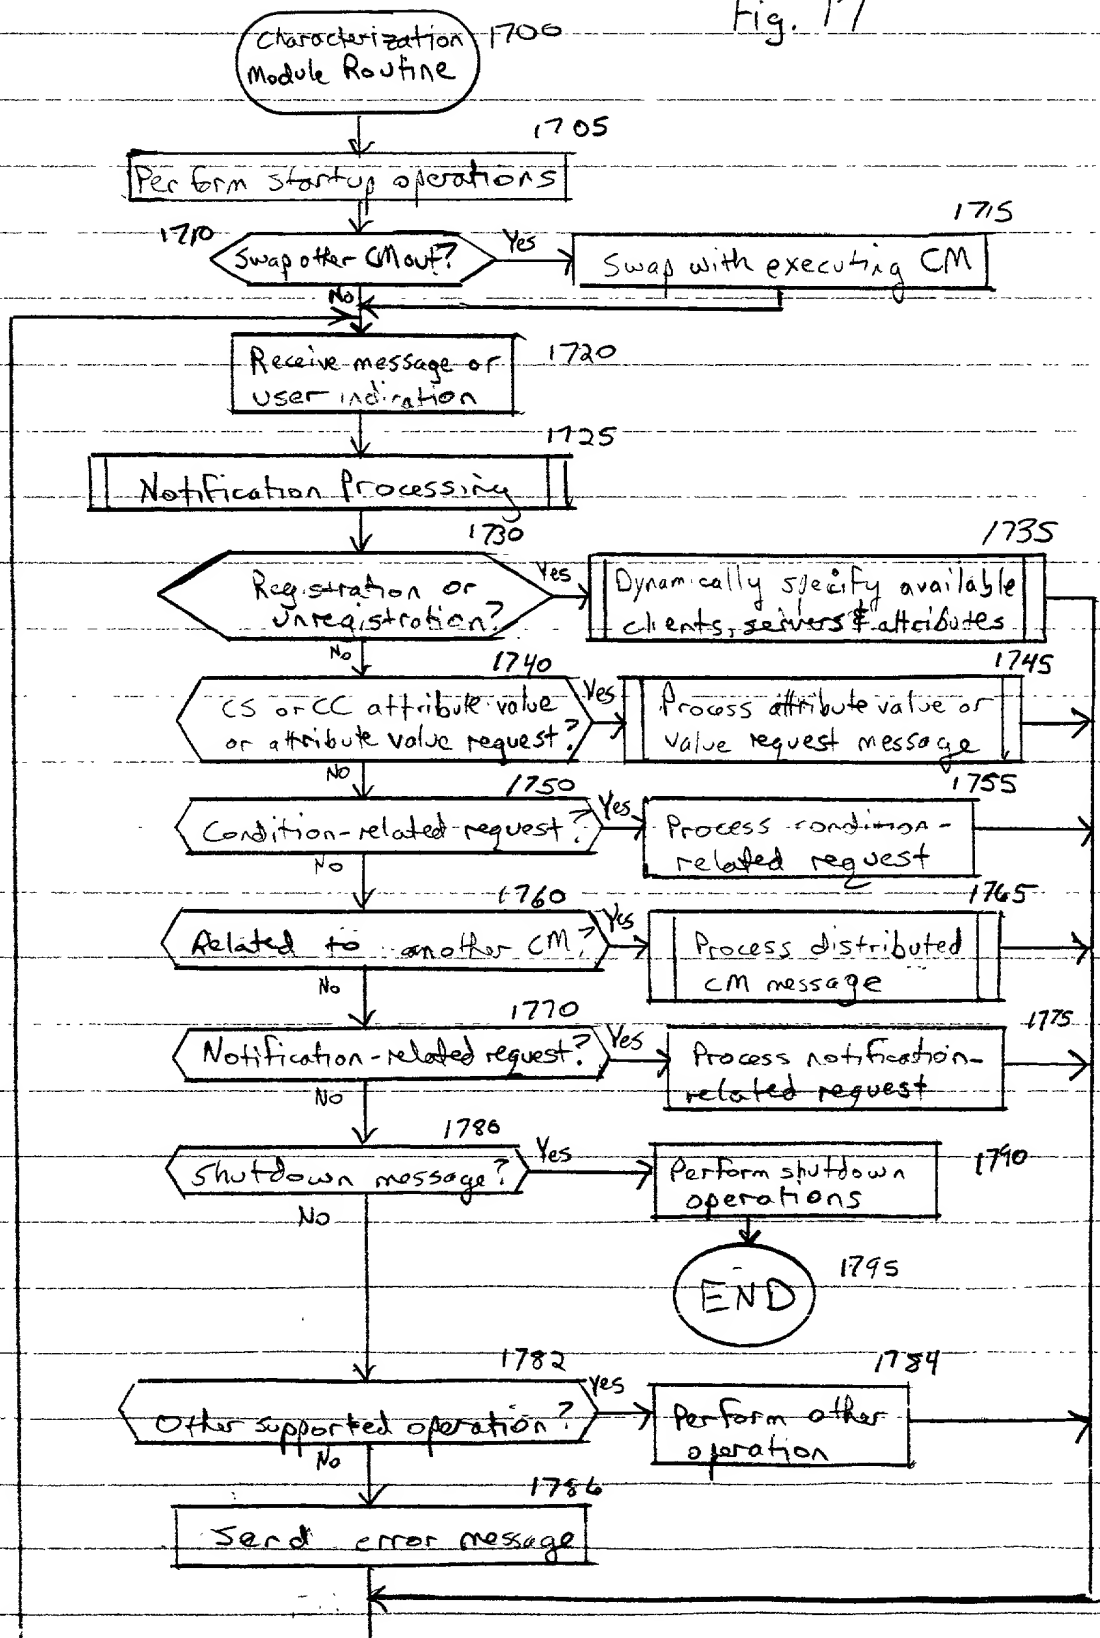 Fig. 17
Characterization
Module Routine
1700
1705
Perform startup operations
1710
Swap other CM out?
Yes
1715
Swap with executing CM
No
Receive message or
user indication
1720
1725
Notification Processing
1730
Registration or
unregistration?
Yes
1735
Dynamically specify available
clients, servers & attributes
No
1740
CS or CC attribute value
or attribute value request?
Yes
1745
Process attribute value or
value request message
No
1750
Condition-related request?
Yes
1755
Process condition-
related request
No
1760
Related to another CM?
Yes
1765
Process distributed
CM message
No
1770
Notification-related request?
Yes
1775
Process notification-
related request
No
1780
Shutdown message?
Yes
Perform shutdown
operations
1790
No
END
1795
1782
Other supported operation?
Yes
1784
Perform other
operation
No
1786
Send error message